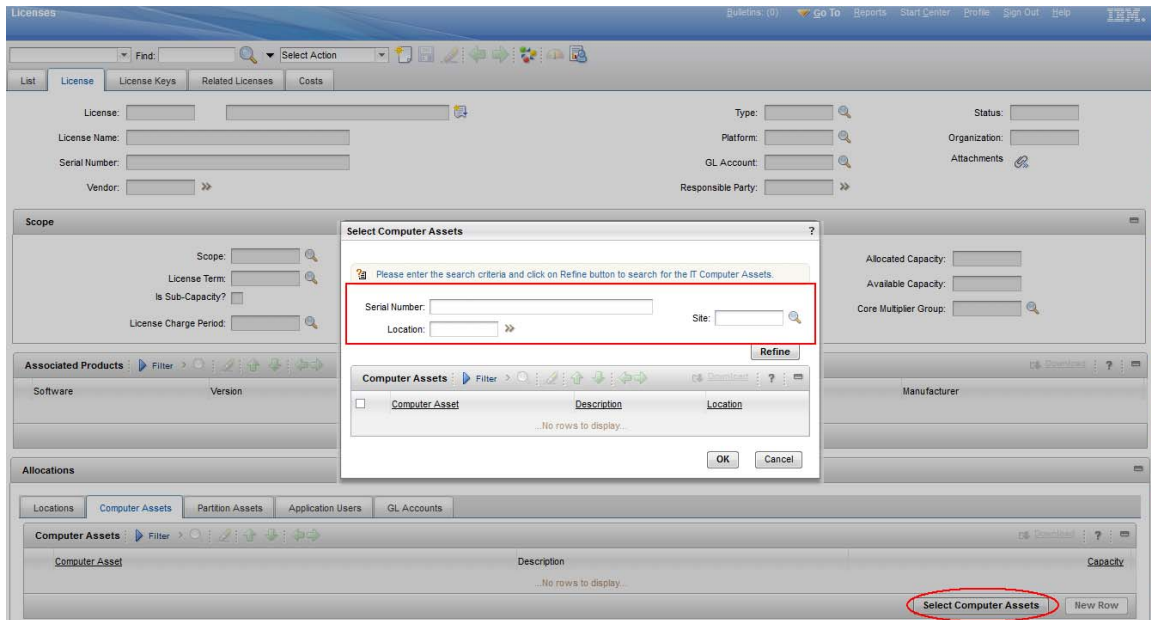 Licenses Bulletins: (0) Go To Reports Start Center Profile Sign Out Help IBM.
Find: Select Action
List License License Keys Related Licenses Costs
License: Type: Status:
License Name: Platform: Organization:
Serial Number: GL Account: Attachments
Vendor: Responsible Party:
Scope
Scope: Allocated Capacity:
License Term: Available Capacity:
Is Sub-Capacity? Core Multiplier Group:
License Charge Period:
Select Computer Assets ?
Please enter the search criteria and click on Refine button to search for the IT Computer Assets.
Serial Number: Site:
Location:
Refine
Computer Assets Filter Download ?
Computer Asset Description Location
...No rows to display...
OK Cancel
Associated Products Filter Download ?
Software Version Manufacturer
Allocations
Locations Computer Assets Partition Assets Application Users GL Accounts
Computer Assets Filter Download ?
Computer Asset Description Capacity
...No rows to display...
Select Computer Assets New Row